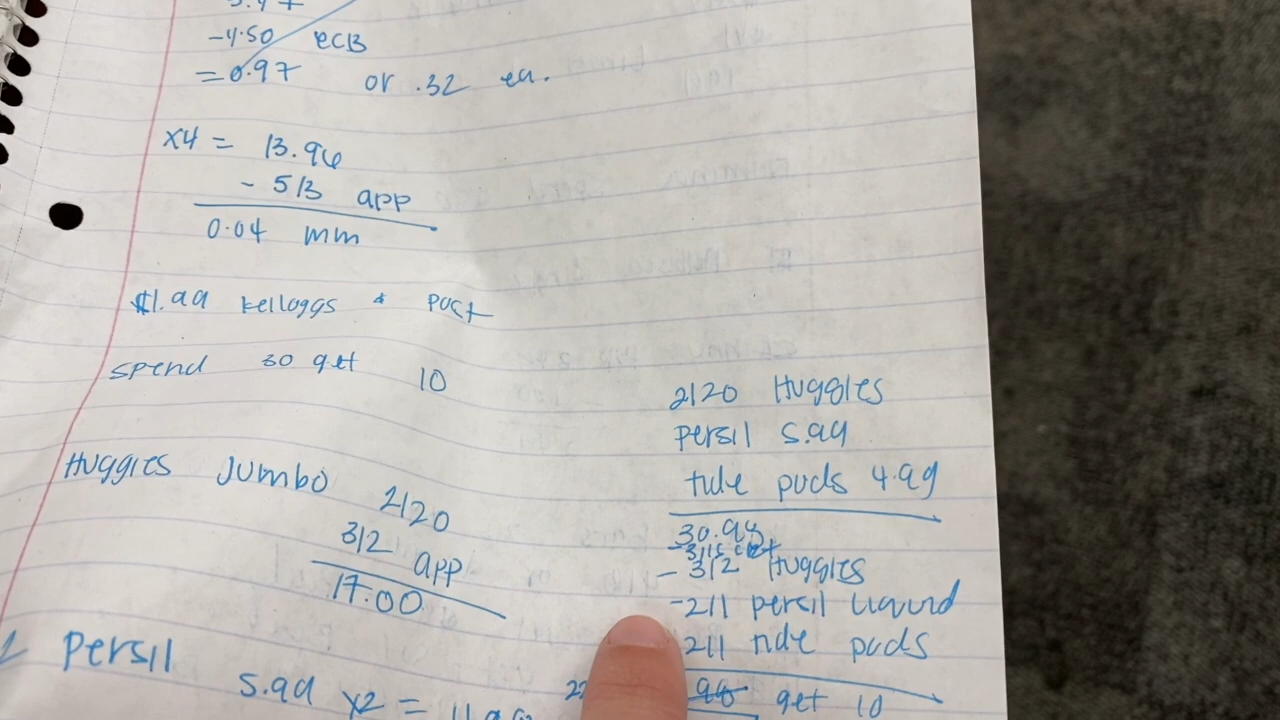 -4.50 ECB
=0.97 or .32 ea.
x4 = 13.96
- 5/3 app
0.04 mm
$1.99 kelloggs & Post
spend 30 get 10
Huggies Jumbo
2/20
3/2 app
17.00
Persil
5.99 x2 =
2/20 Huggies
persil 5.99
tide pods 4.99
30.98
- 3/2 Huggies
-2/1 persil liquid
2/1 tide pods
get 10